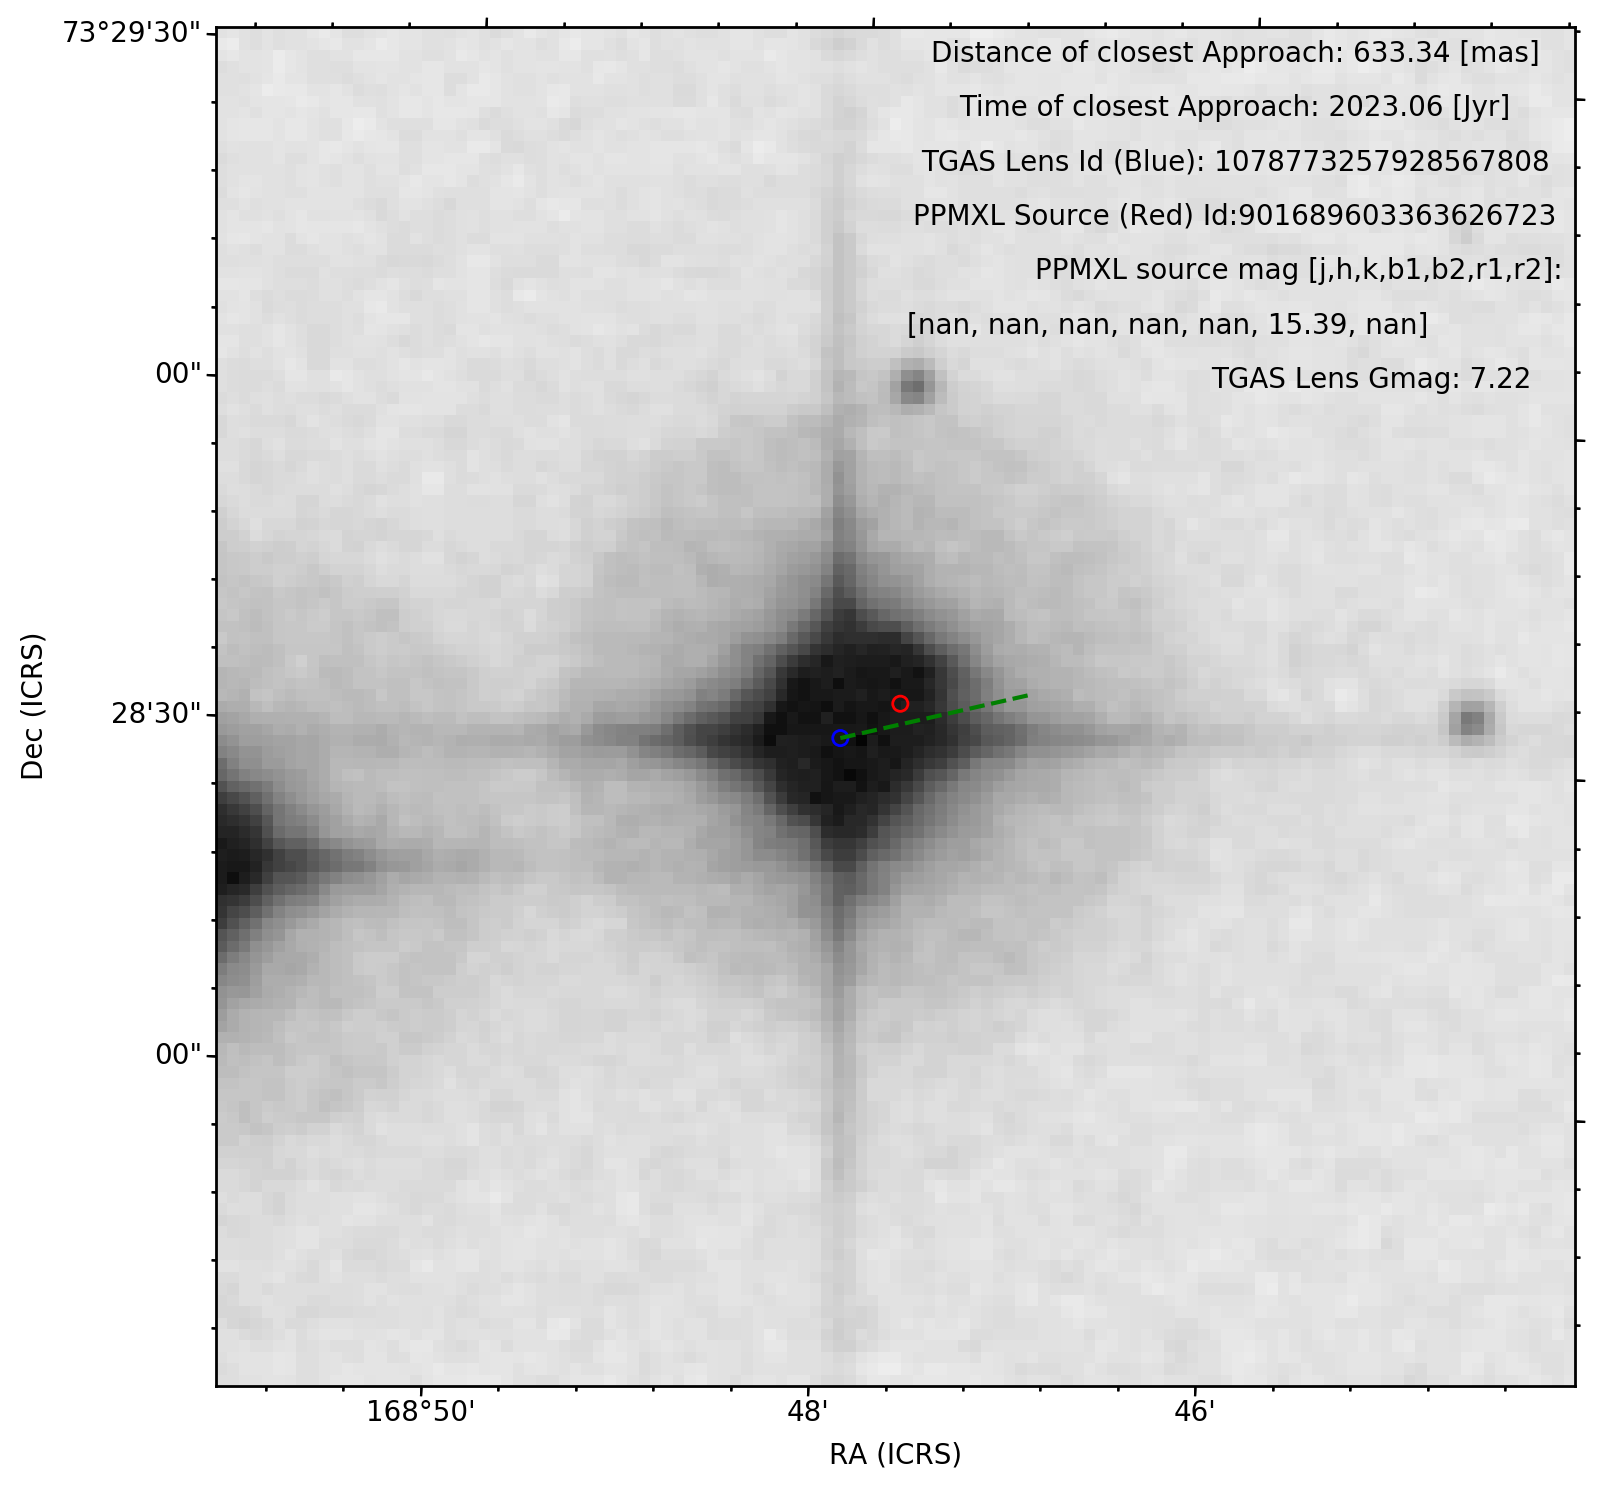 73°29'30"
Distance of closest Approach: 633.34 [mas]
Time of closest Approach: 2023.06 [Jyr]
TGAS Lens Id (Blue): 1078773257928567808
PPMXL Source (Red) Id:901689603363626723
PPMXL source mag [j,h,k,b1,b2,r1,r2]:
[nan, nan, nan, nan, nan, 15.39, nan]
00"
TGAS Lens Gmag: 7.22
Dec (ICRS)
28'30"
00"
168°50'
48'
46'
RA (ICRS)